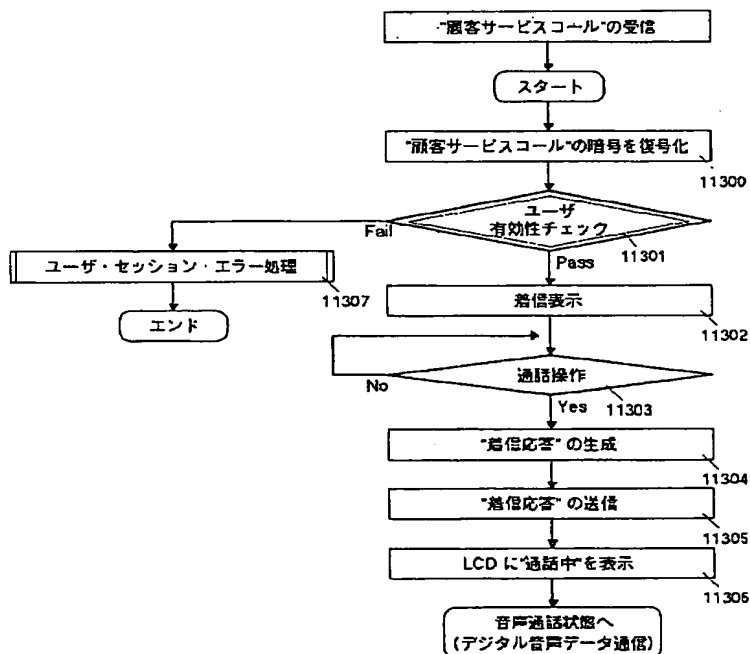 "顧客サービスコール"の受信
スタート
"顧客サービスコール"の暗号を復号化
11300
ユーザ
有効性チェック
11301
Fail
Pass
ユーザ・セッション・エラー処理
11307
エンド
着信表示
11302
通話操作
11303
No
Yes
"着信応答" の生成
11304
"着信応答" の送信
11305
LCD に"通話中"を表示
11306
音声通話状態へ
(デジタル音声データ通信)